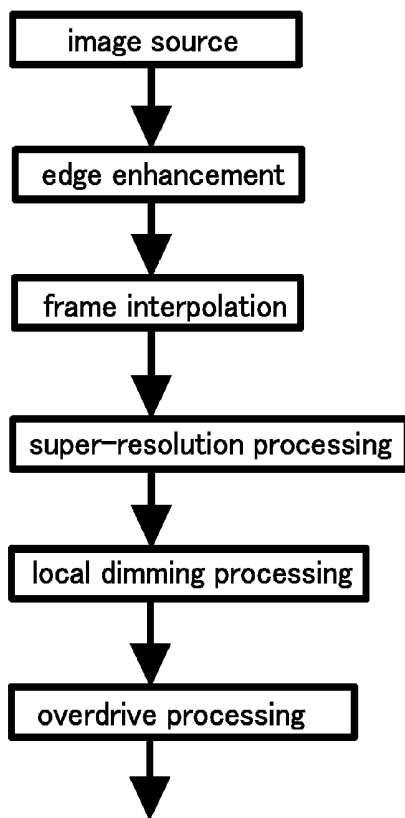 image source
edge enhancement
frame interpolation
super-resolution processing
local dimming processing
overdrive processing